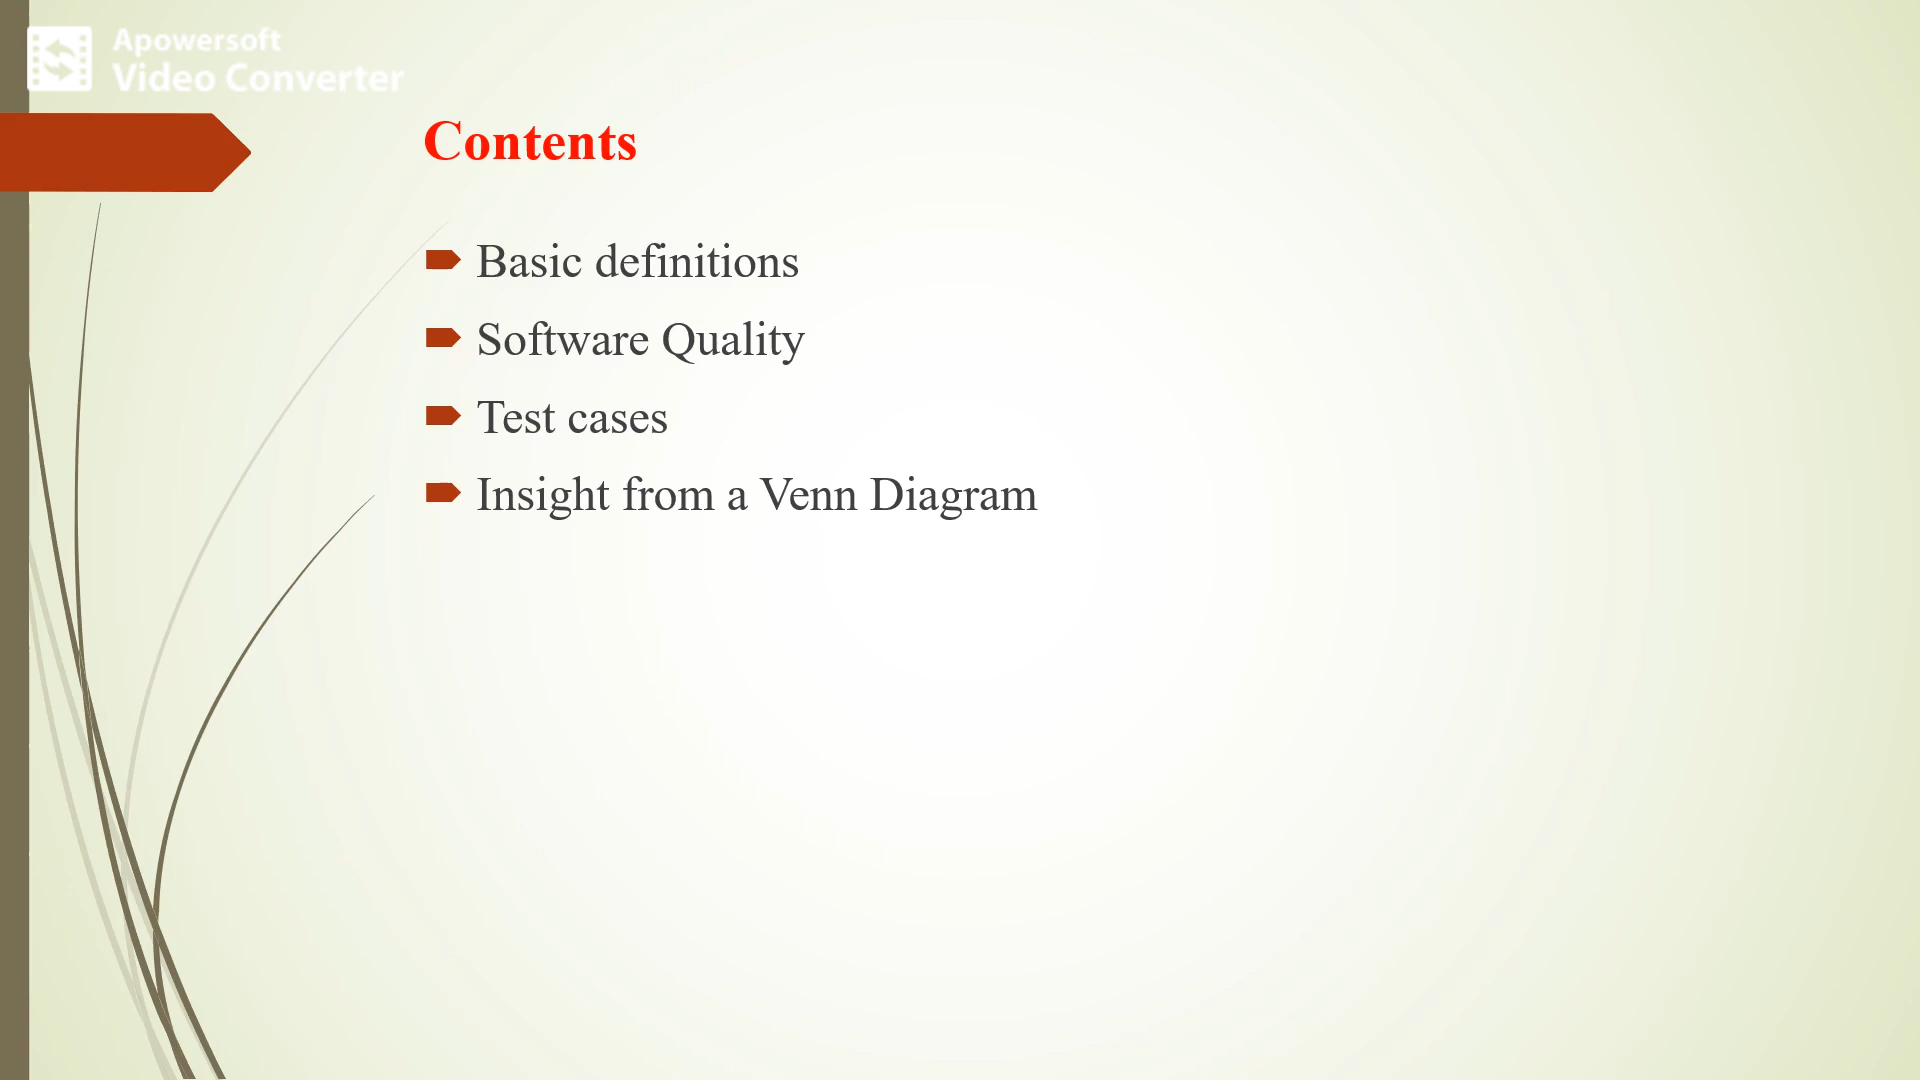 Apowersoft
Video Converter
Contents
Basic definitions
Software Quality
Test cases
Insight from a Venn Diagram